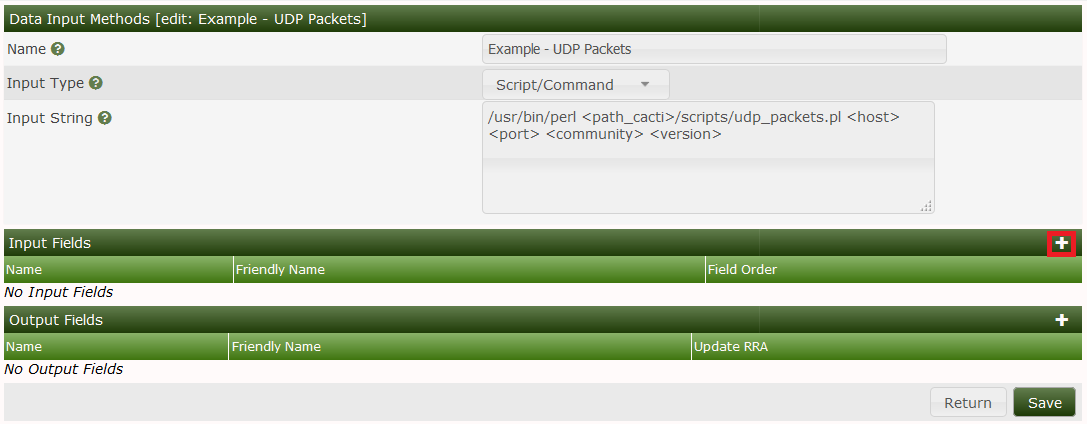 Data Input Methods [edit: Example - UDP Packets]
Name ?
Example - UDP Packets
Input Type ?
Script/Command
Input String ?
/usr/bin/perl <path_cacti>/scripts/udp_packets.pl <host>
<port> <community> <version>
Input Fields +
Name Friendly Name Field Order
No Input Fields
Output Fields +
Name Friendly Name Update RRA
No Output Fields
Return Save